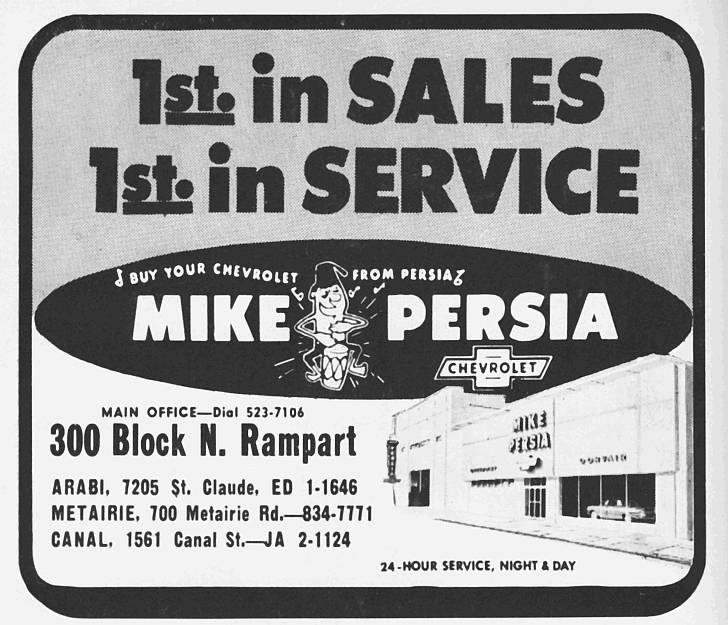 1st. in SALES
1st. in SERVICE
BUY YOUR CHEVROLET FROM PERSIA
MIKE PERSIA
CHEVROLET
MAIN OFFICE—Dial 523-7106
300 Block N. Rampart
ARABI, 7205 St. Claude, ED 1-1646
METAIRIE, 700 Metairie Rd.—834-7771
CANAL, 1561 Canal St.—JA 2-1124
MIKE
PERSIA
CORVAIR
24-HOUR SERVICE, NIGHT & DAY